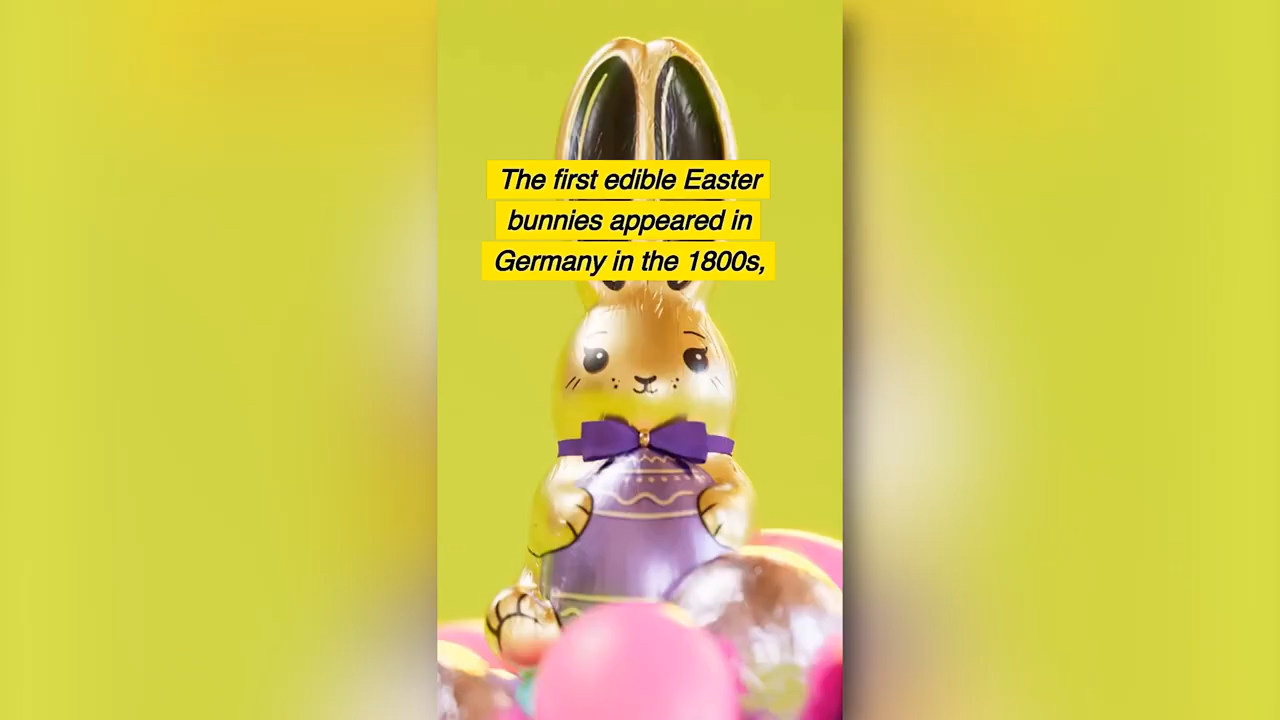 The first edible Easter
bunnies appeared in
Germany in the 1800s,